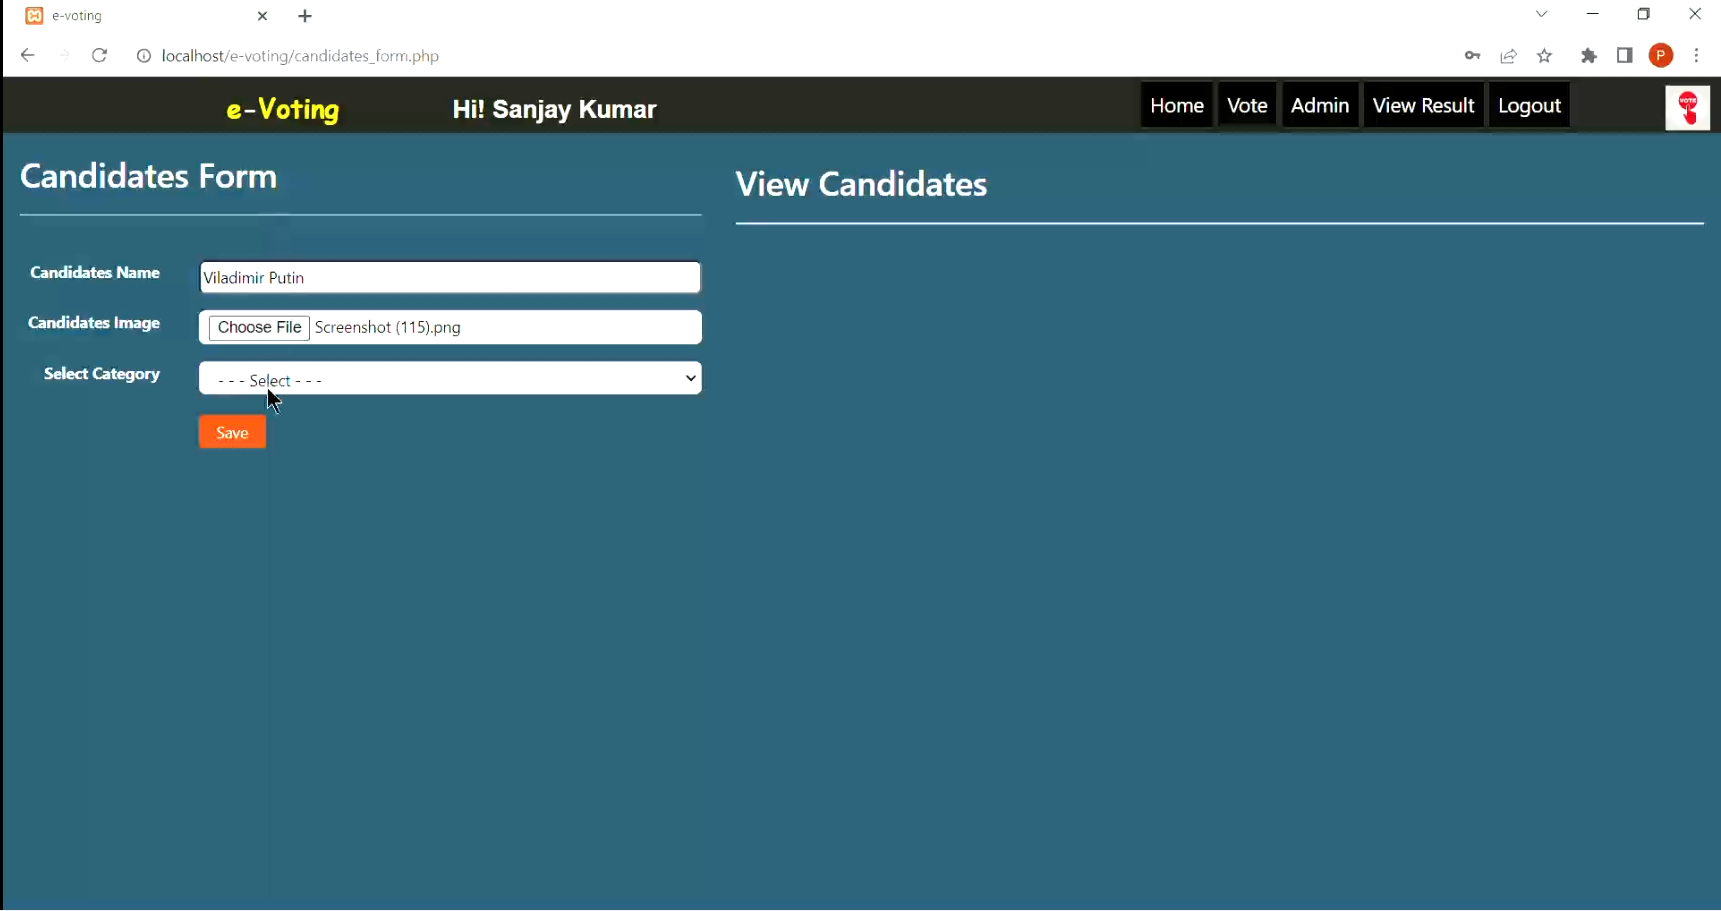 e-voting
localhost/e-voting/candidates_form.php
P
e-Voting
Hi! Sanjay Kumar
Home
Vote
Admin
View Result
Logout
VOTE
Candidates Form
View Candidates
Candidates Name
Viladimir Putin
Candidates Image
Choose File Screenshot (115).png
Select Category
- - - Select - - -
Save